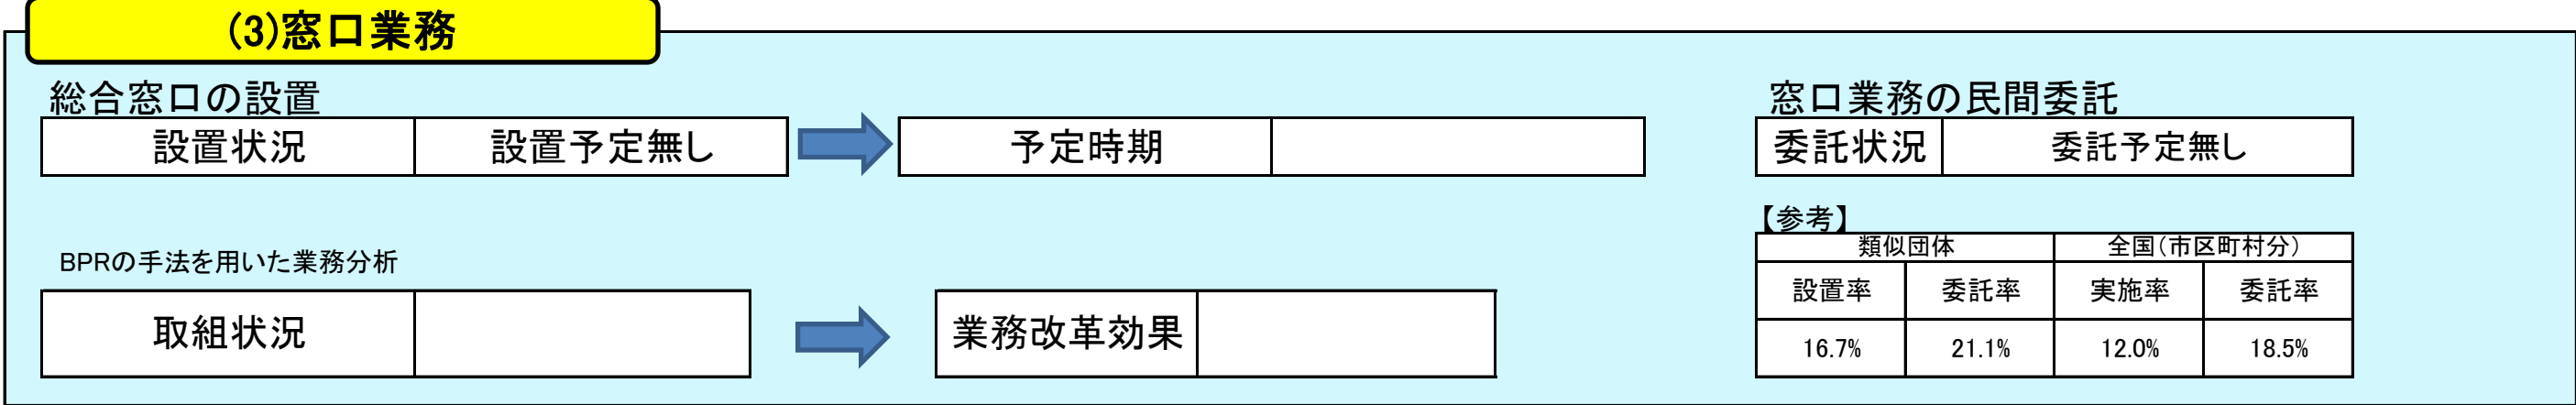 (3)窓口業務
総合窓口の設置
設置状況 設置予定無し 予定時期
窓口業務の民間委託
委託状況 委託予定無し
BPRの手法を用いた業務分析
取組状況 業務改革効果
【参考】
類似団体 全国(市区町村分)
設置率 委託率 実施率 委託率
16.7% 21.1% 12.0% 18.5%